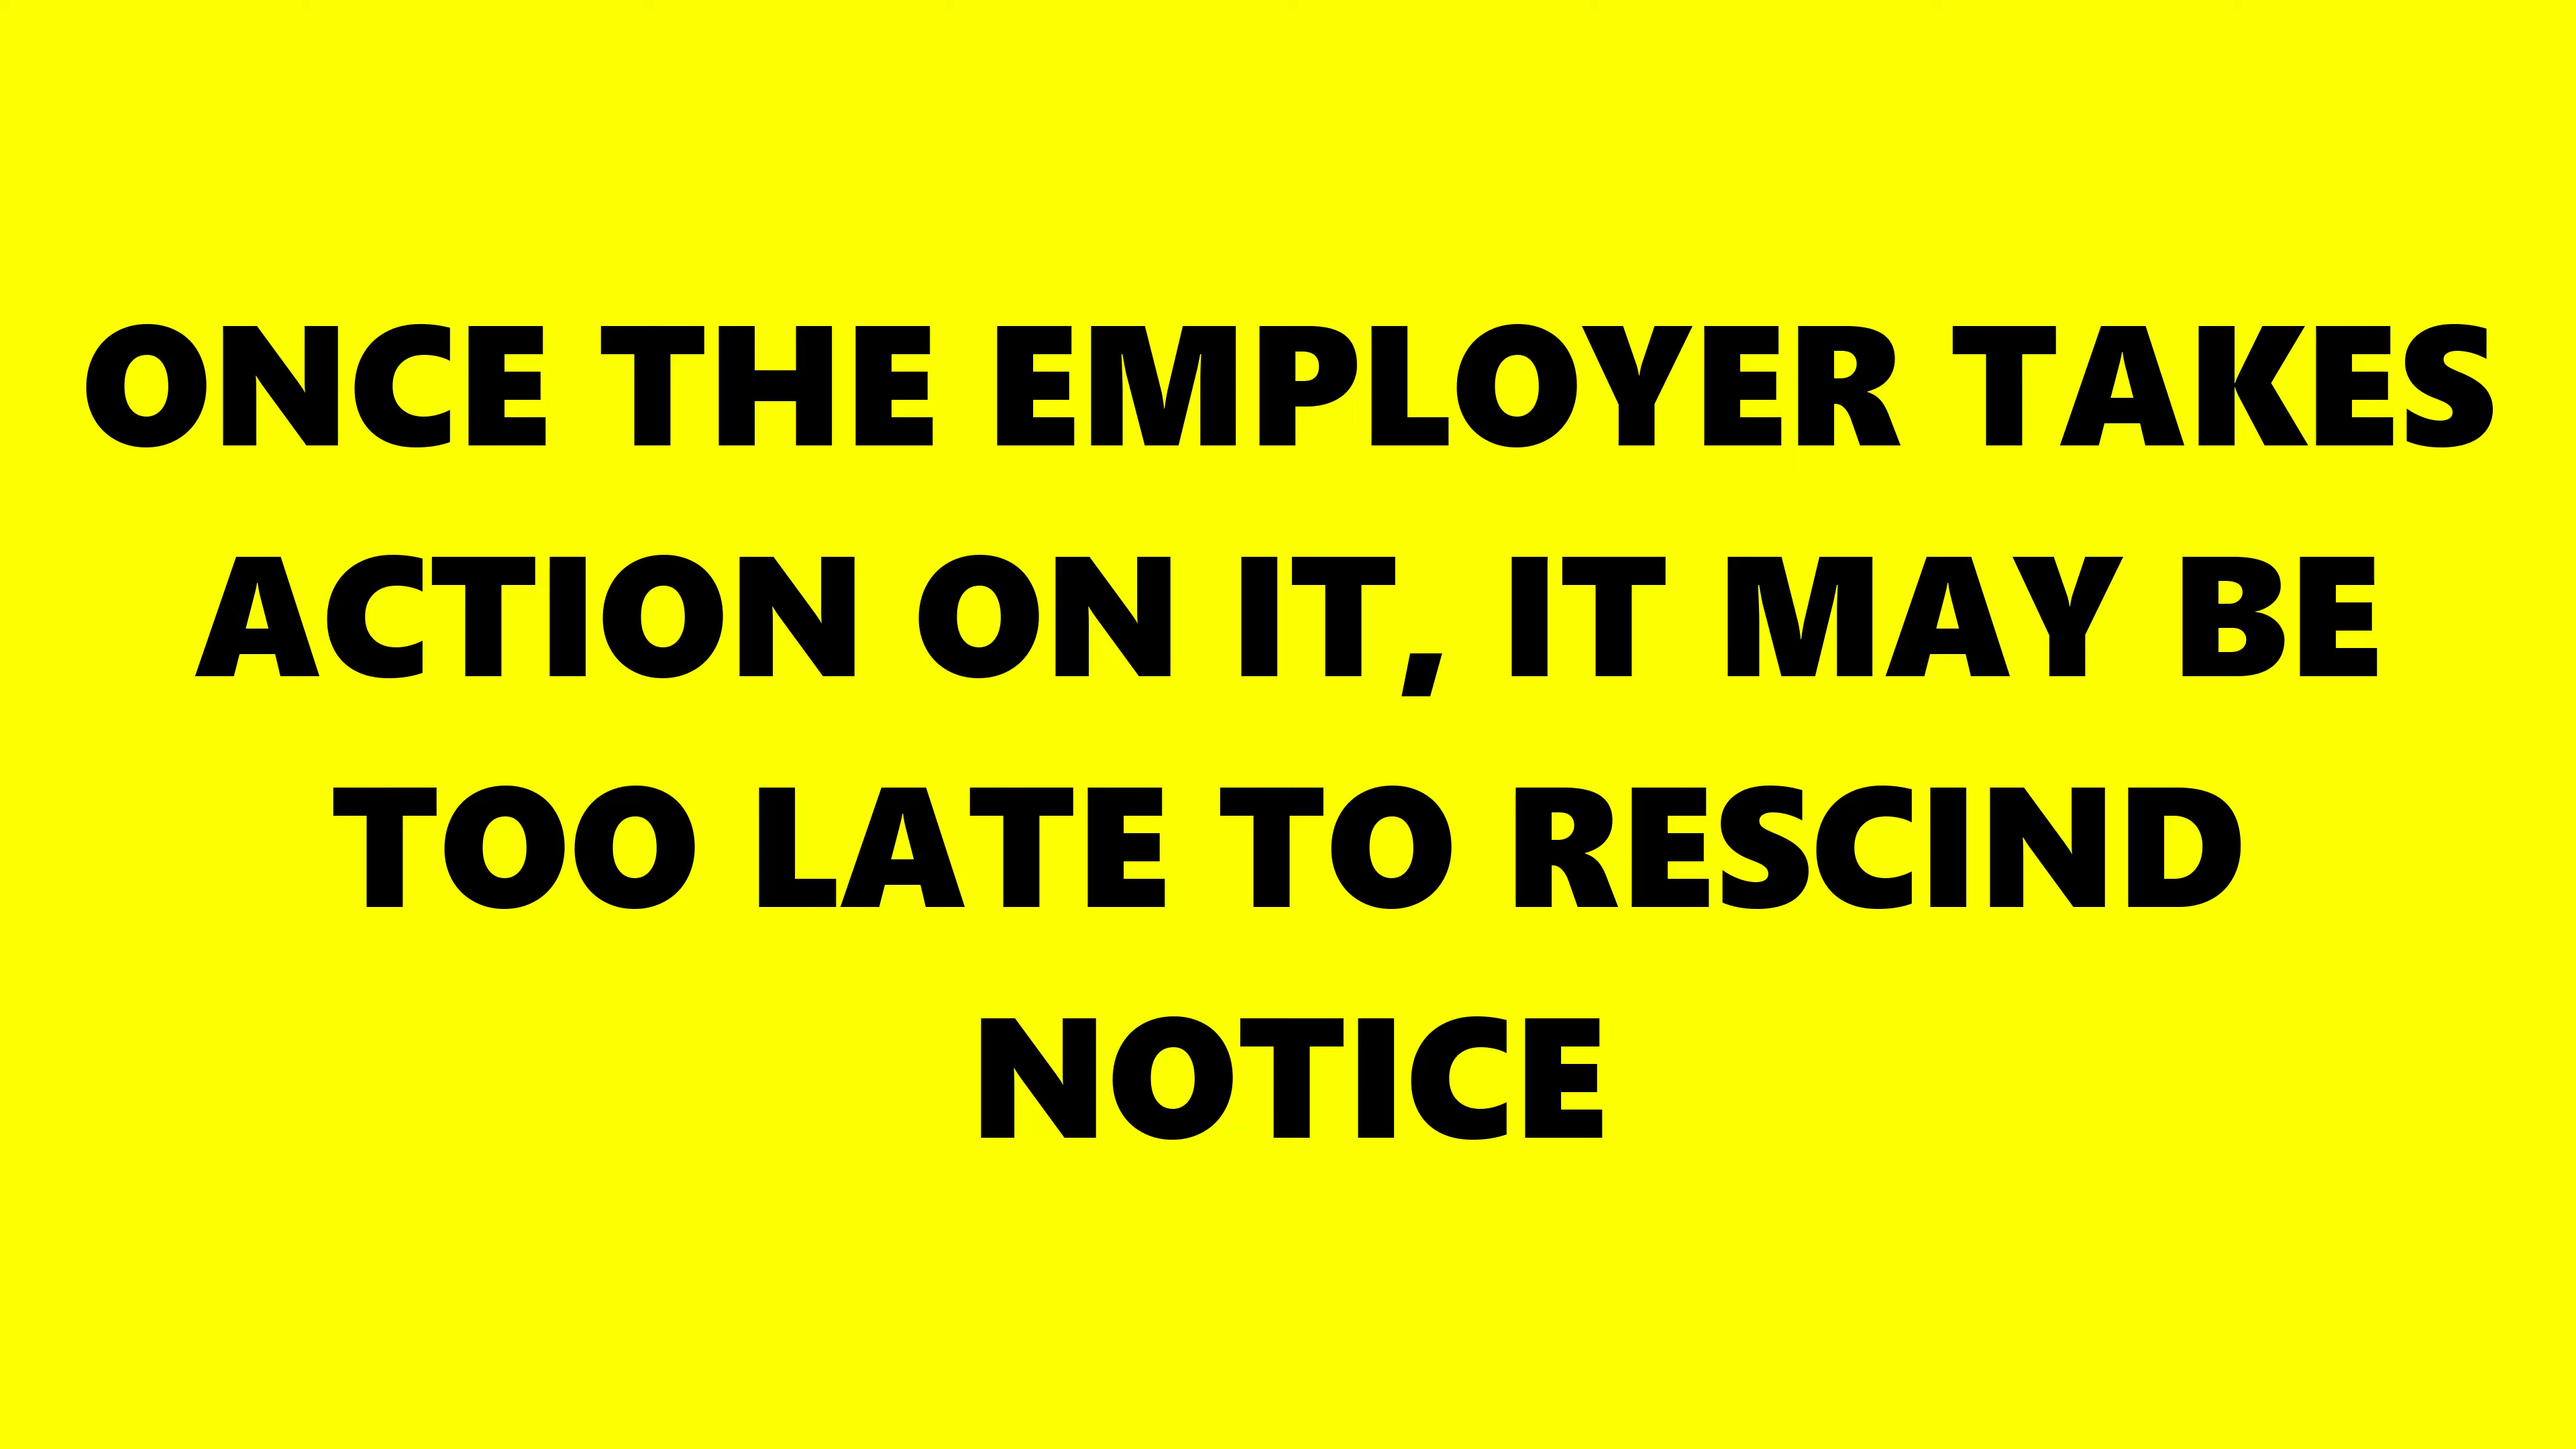 ONCE THE EMPLOYER TAKES
ACTION ON IT, IT MAY BE
TOO LATE TO RESCIND
NOTICE